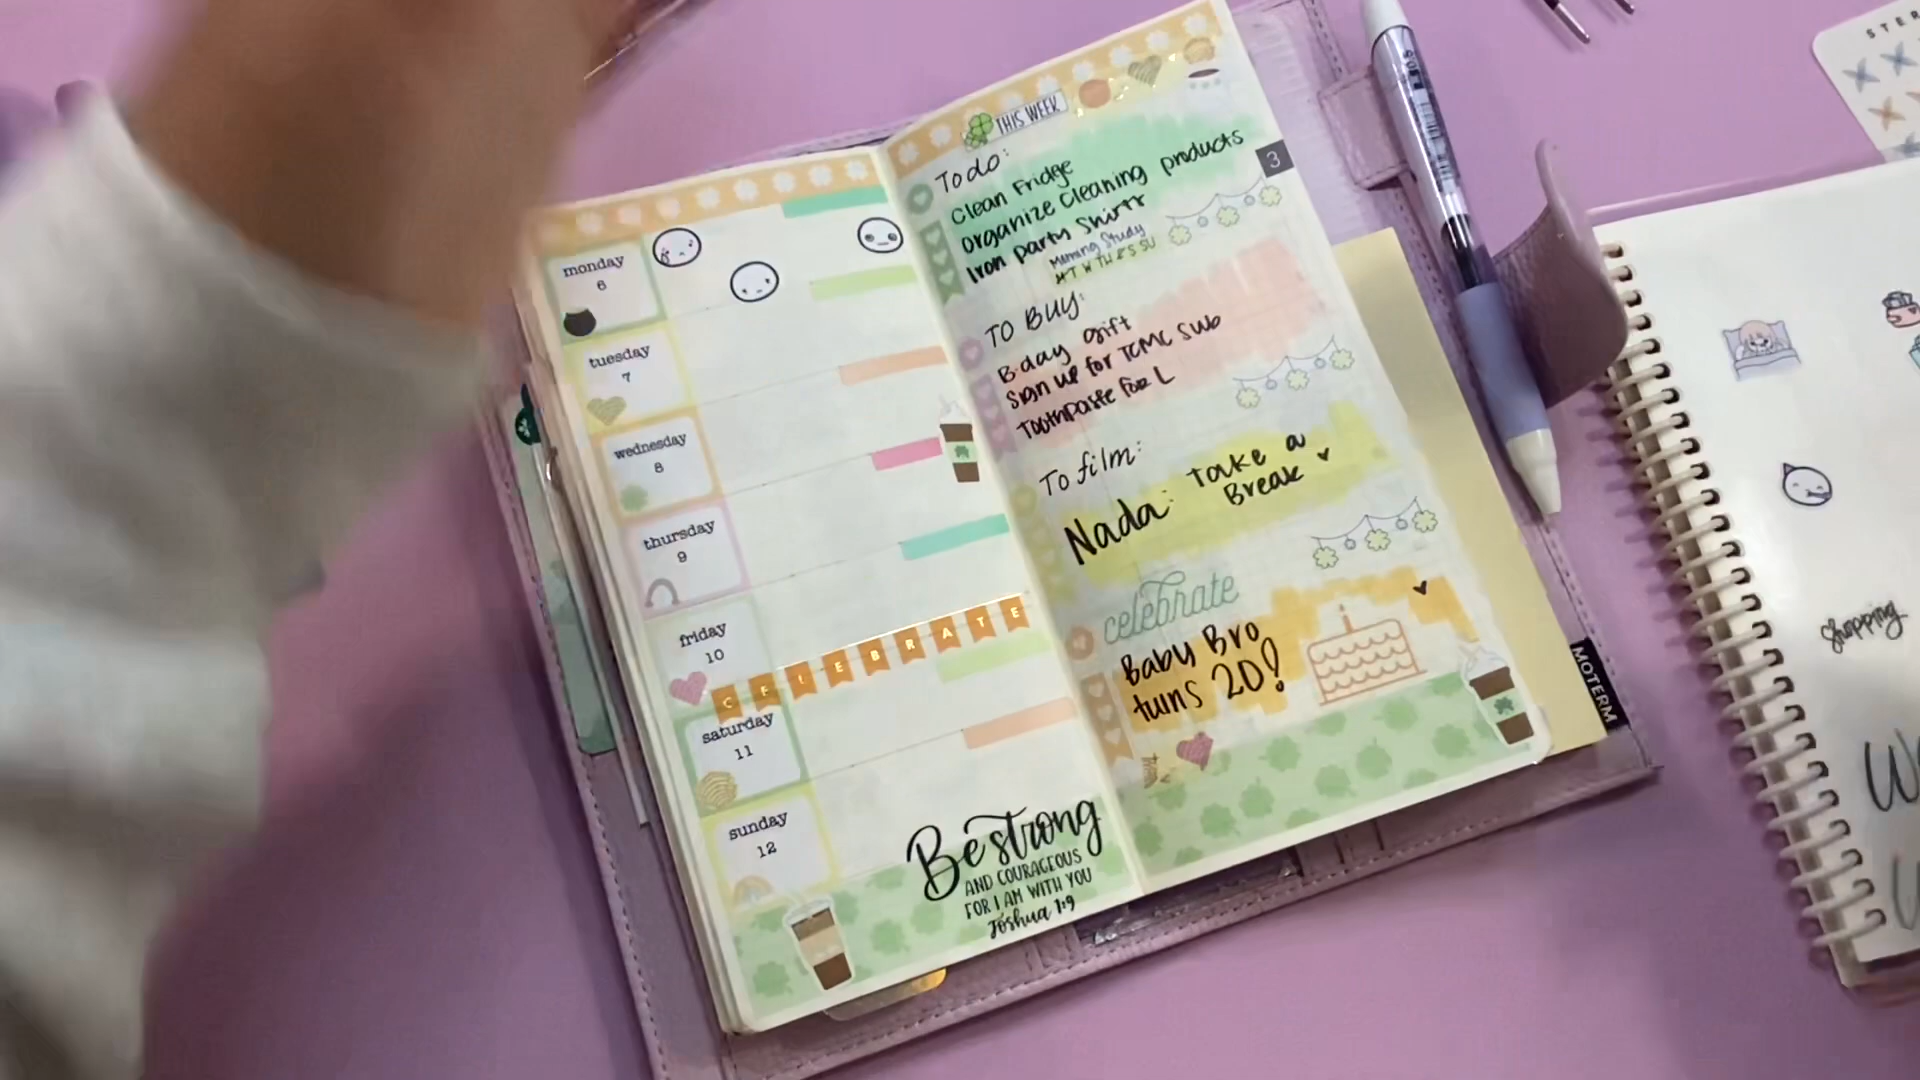 monday
6
tuesday
7
wednesday
8
thursday
9
friday
10
CELEBRATE
saturday
11
sunday
12
Be strong
AND COURAGEOUS
FOR I AM WITH YOU
Joshua 1:9
THIS WEEK
To do:
Clean Fridge
Organize Cleaning products
Iron party shirts
Morning Study
3
TO BUY:
B-day gift
Sign up for TCMC Sub
Toothpaste for L
To film:
Nada: Take a
Break
celebrate
Baby Bro
turns 20!
MOTERM
shopping